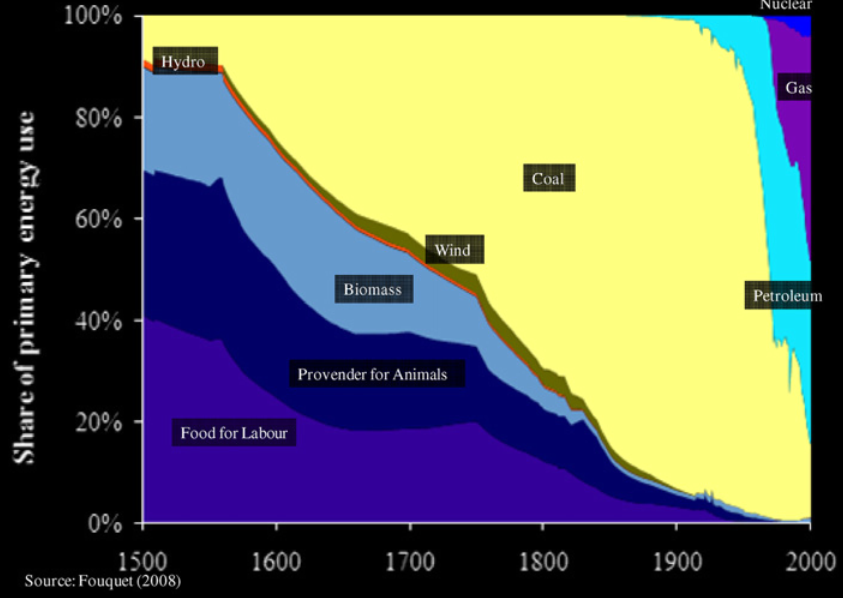 Nuclear
100%
Hydro
Gas
80%
Coal
60%
Wind
Biomass
Petroleum
40%
Provender for Animals
Food for Labour
20%
0%
Share of primary energy use
1500 1600 1700 1800 1900 2000
Source: Fouquet (2008)